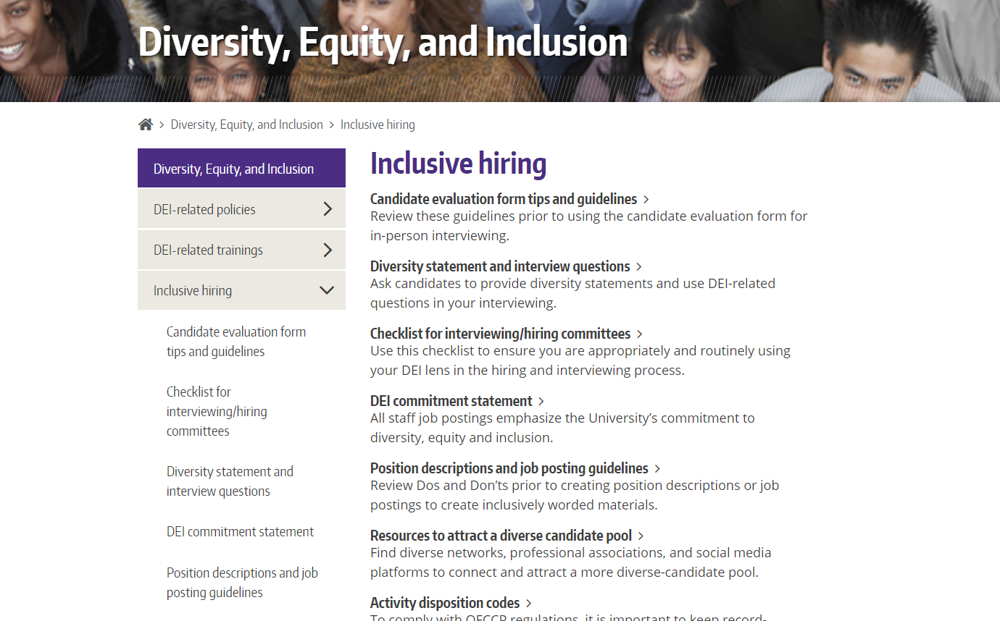 Diversity, Equity, and Inclusion
Diversity, Equity, and Inclusion > Inclusive hiring
Diversity, Equity, and Inclusion
DEI-related policies
DEI-related trainings
Inclusive hiring
Candidate evaluation form
tips and guidelines
Checklist for
interviewing/hiring
committees
Diversity statement and
interview questions
DEI commitment statement
Position descriptions and job
posting guidelines
Inclusive hiring
Candidate evaluation form tips and guidelines >
Review these guidelines prior to using the candidate evaluation form for
in-person interviewing.
Diversity statement and interview questions >
Ask candidates to provide diversity statements and use DEI-related
questions in your interviewing.
Checklist for interviewing/hiring committees >
Use this checklist to ensure you are appropriately and routinely using
your DEI lens in the hiring and interviewing process.
DEI commitment statement >
All staff job postings emphasize the University’s commitment to
diversity, equity and inclusion.
Position descriptions and job posting guidelines >
Review Dos and Don’ts prior to creating position descriptions or job
postings to create inclusively worded materials.
Resources to attract a diverse candidate pool >
Find diverse networks, professional associations, and social media
platforms to connect and attract a more diverse-candidate pool.
Activity disposition codes >
To comply with OFCCP regulations, it is important to keep record-